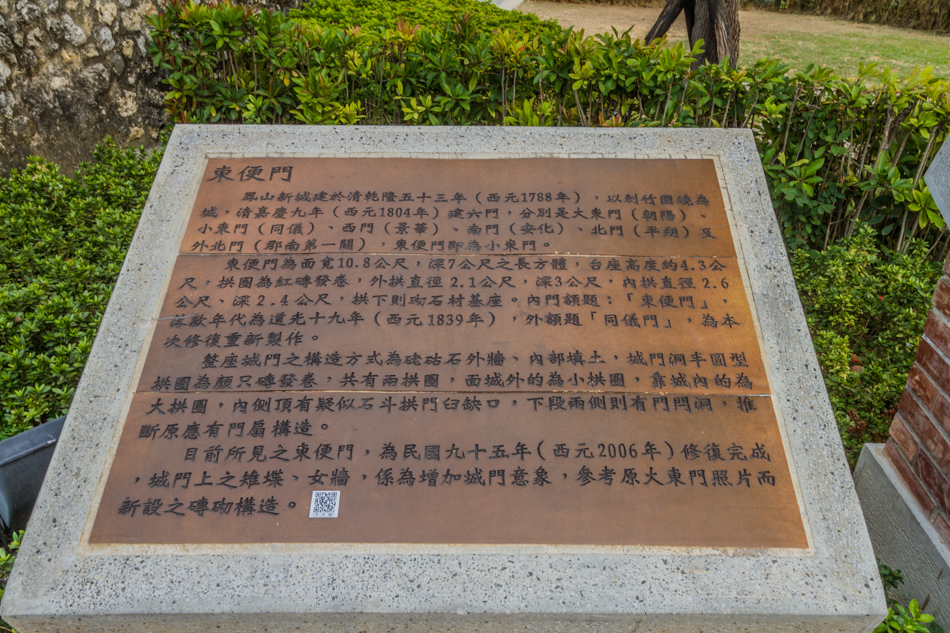 東便門
鳳山新城建於清乾隆五十三年（西元1788年），以刺竹圍繞為
城，清嘉慶九年（西元1804年）建六門，分別是大東門（朝陽）、
小東門（同儀）、西門（景華）、南門（安化）、北門（平朔）及
外北門（郡南第一關），東便門即為小東門。
東便門為面寬10.8公尺，深7公尺之長方體，台座高度約4.3公
尺，拱圈為紅磚發卷，外拱直徑2.1公尺，深3公尺，內拱直徑2.6
公尺、深2.4公尺，拱下則砌石材基座。內門額題：「東便門」，
落款年代為道光十九年（西元1839年），外額題「同儀門」，為本
次修復重新製作。
整座城門之構造方式為硓𥑮石外牆、內部填土，城門洞半圓型
拱圈為顏只磚發卷，共有兩拱圈，面城外的為小拱圈，靠城內的為
大拱圈，內側頂有疑似石斗拱門臼缺口，下段兩側則有門閂洞，推
斷原應有門扇構造。
目前所見之東便門，為民國九十五年（西元2006年）修復完成
，城門上之雉堞、女牆，係為增加城門意象，參考原大東門照片而
新設之磚砌構造。